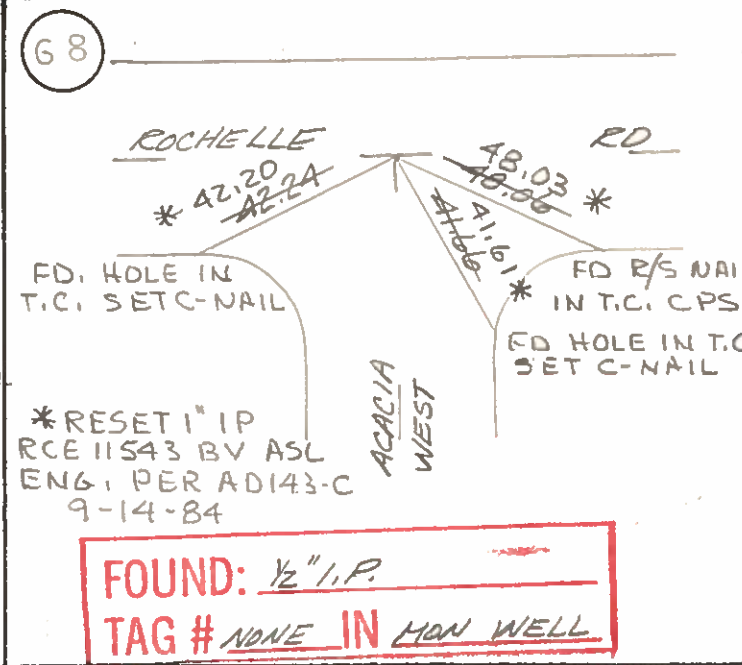 G 8
ROCHELLE RD
* 42.20
42.24
48.03 *
48.06
41.61 *
41.66
FD. HOLE IN
T.C. SET C-NAIL
FD R/S NAI
IN T.C. CPS
FD HOLE IN T.C
SET C-NAIL
ACACIA
WEST
* RESET 1" IP
RCE 11543 BV ASL
ENG. PER AD143-C
9-14-84
FOUND: 1/2" I.P.
TAG # NONE IN MON WELL